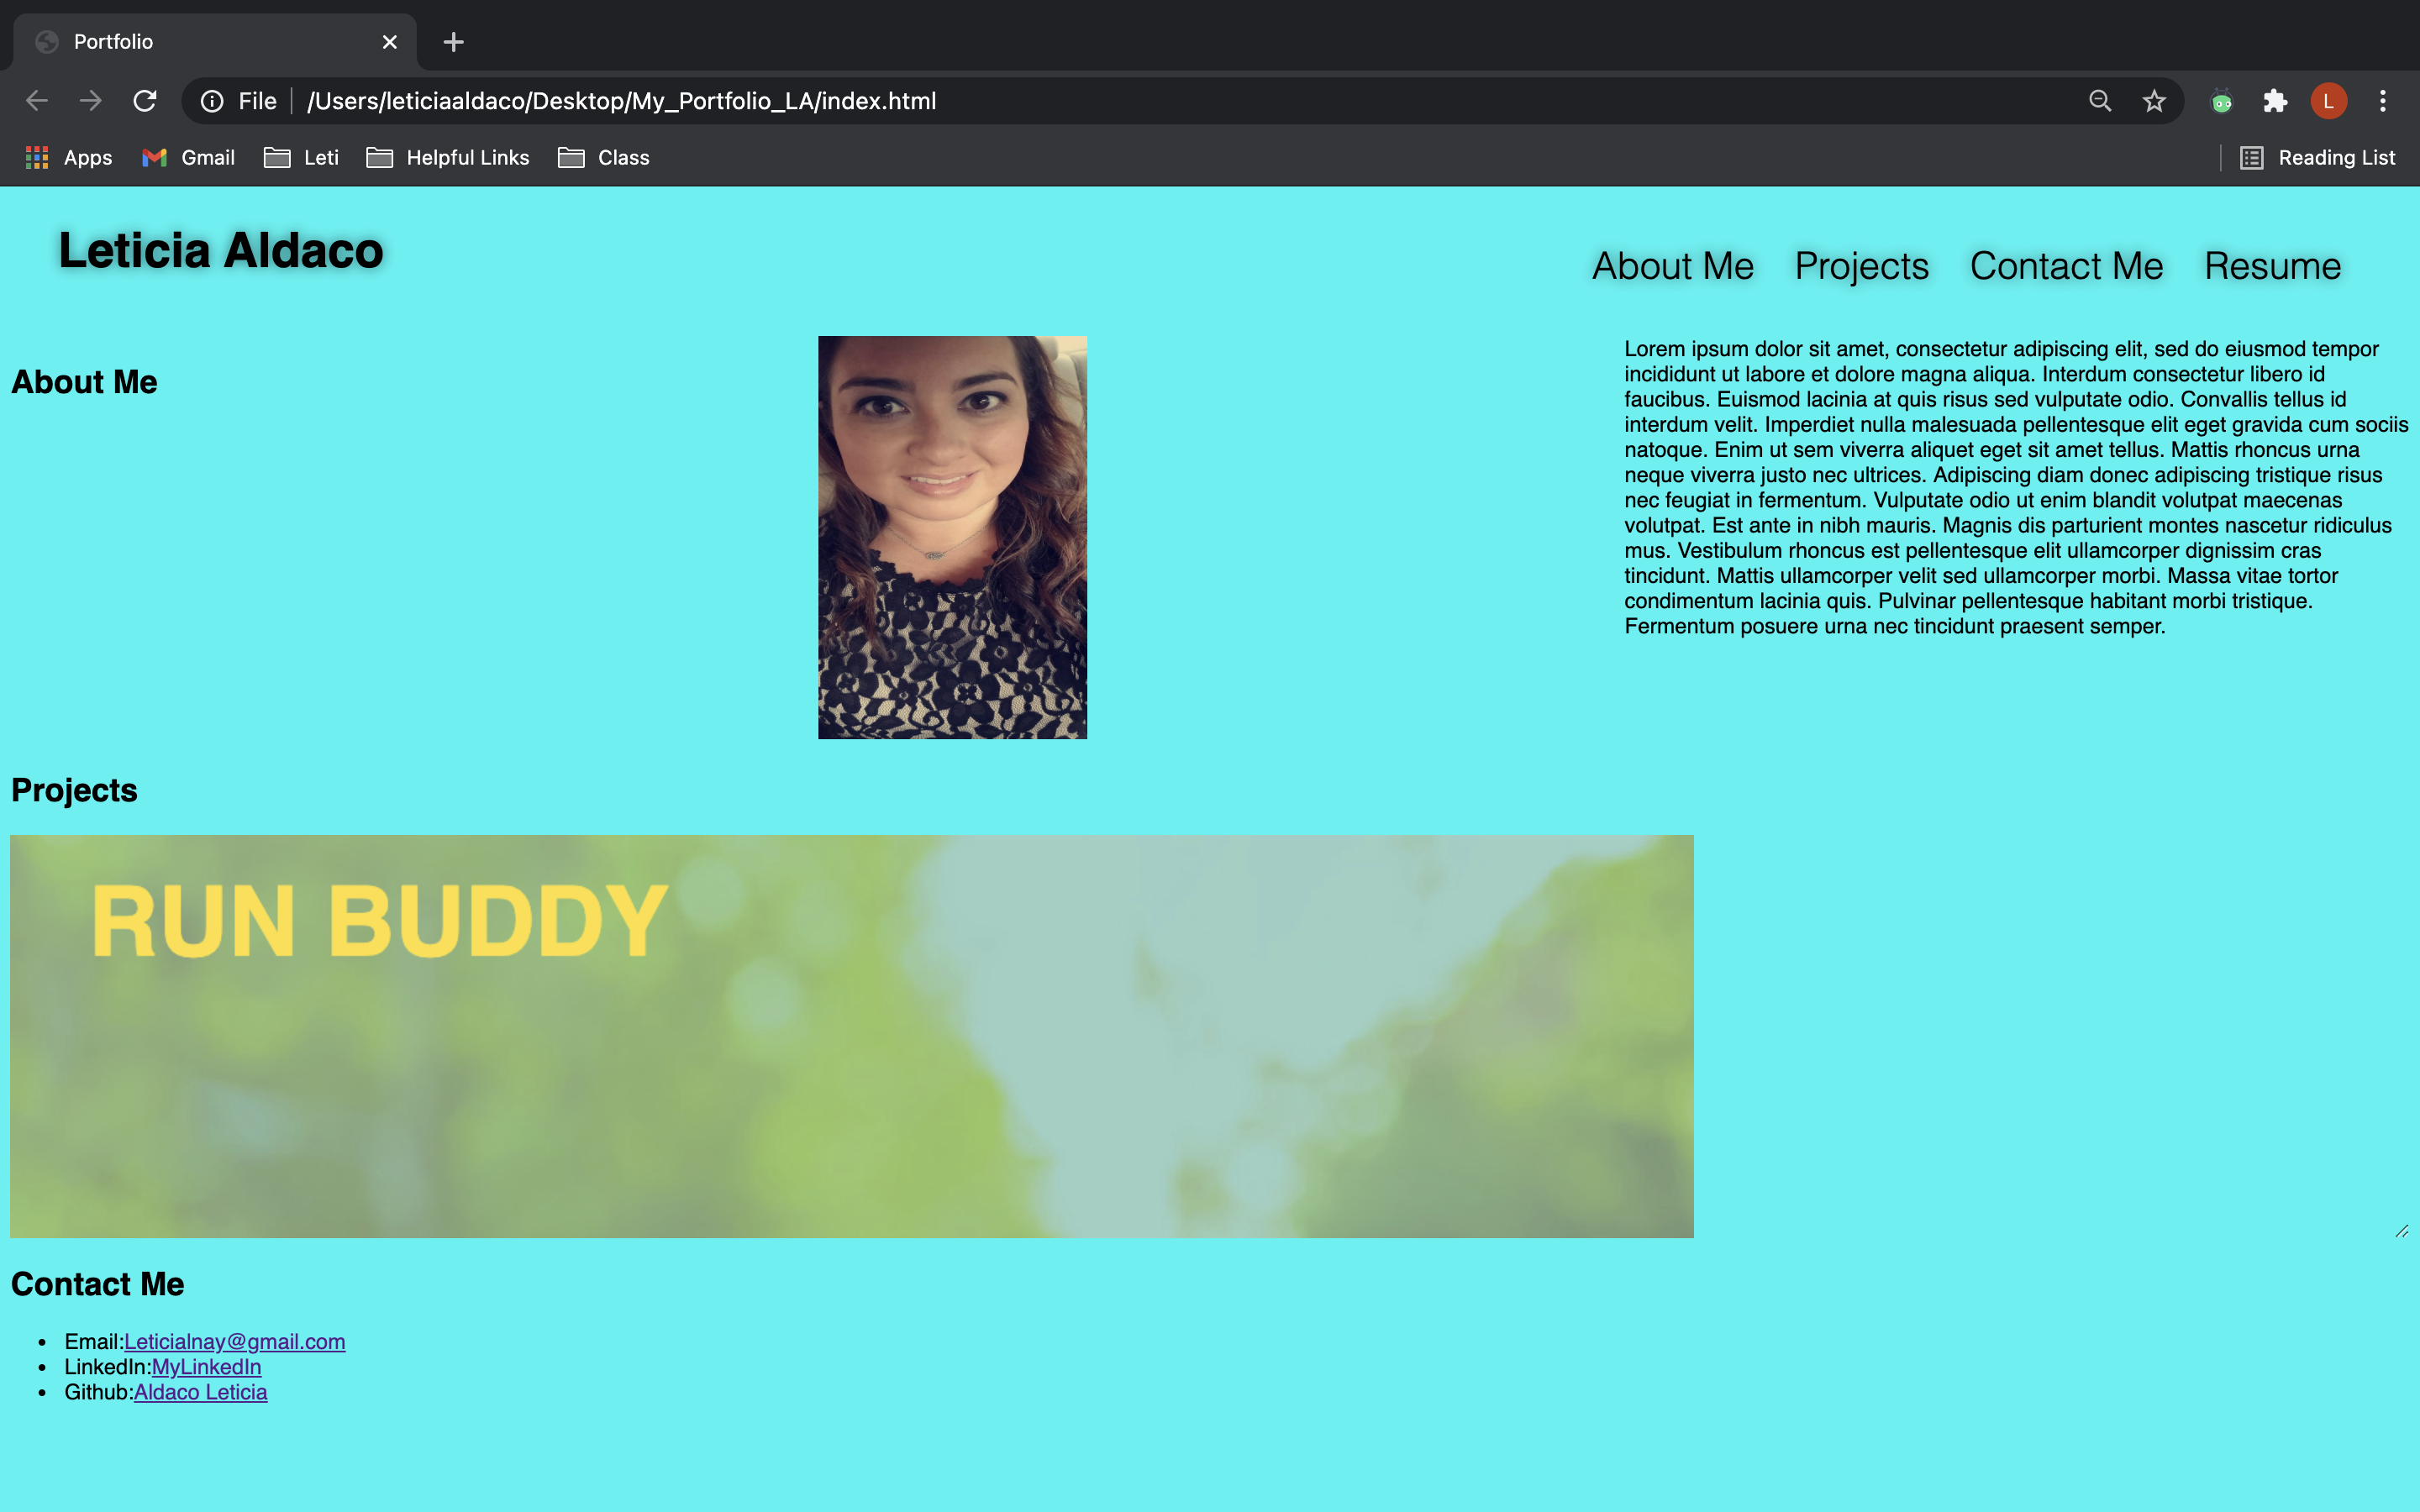 Portfolio
File /Users/leticiaaldaco/Desktop/My_Portfolio_LA/index.html
L
Apps Gmail Leti Helpful Links Class Reading List
Leticia Aldaco
About Me Projects Contact Me Resume
About Me
Lorem ipsum dolor sit amet, consectetur adipiscing elit, sed do eiusmod tempor
incididunt ut labore et dolore magna aliqua. Interdum consectetur libero id
faucibus. Euismod lacinia at quis risus sed vulputate odio. Convallis tellus id
interdum velit. Imperdiet nulla malesuada pellentesque elit eget gravida cum sociis
natoque. Enim ut sem viverra aliquet eget sit amet tellus. Mattis rhoncus urna
neque viverra justo nec ultrices. Adipiscing diam donec adipiscing tristique risus
nec feugiat in fermentum. Vulputate odio ut enim blandit volutpat maecenas
volutpat. Est ante in nibh mauris. Magnis dis parturient montes nascetur ridiculus
mus. Vestibulum rhoncus est pellentesque elit ullamcorper dignissim cras
tincidunt. Mattis ullamcorper velit sed ullamcorper morbi. Massa vitae tortor
condimentum lacinia quis. Pulvinar pellentesque habitant morbi tristique.
Fermentum posuere urna nec tincidunt praesent semper.
Projects
RUN BUDDY
Contact Me
Email:Leticialnay@gmail.com
LinkedIn:MyLinkedIn
Github:Aldaco Leticia